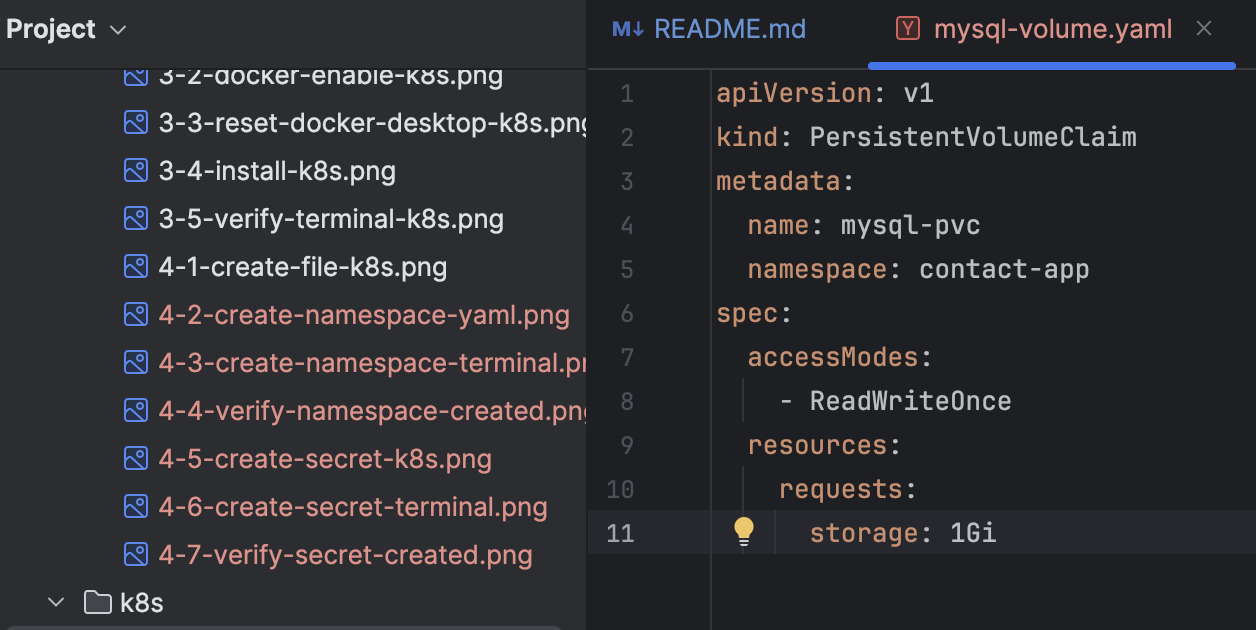 Project
3-2-docker-enable-k8s.png
3-3-reset-docker-desktop-k8s.png
3-4-install-k8s.png
3-5-verify-terminal-k8s.png
4-1-create-file-k8s.png
4-2-create-namespace-yaml.png
4-3-create-namespace-terminal.pn
4-4-verify-namespace-created.png
4-5-create-secret-k8s.png
4-6-create-secret-terminal.png
4-7-verify-secret-created.png
k8s
M↓ README.md
Y mysql-volume.yaml
1 apiVersion: v1
2 kind: PersistentVolumeClaim
3 metadata:
4   name: mysql-pvc
5   namespace: contact-app
6 spec:
7   accessModes:
8     - ReadWriteOnce
9   resources:
10     requests:
11       storage: 1Gi